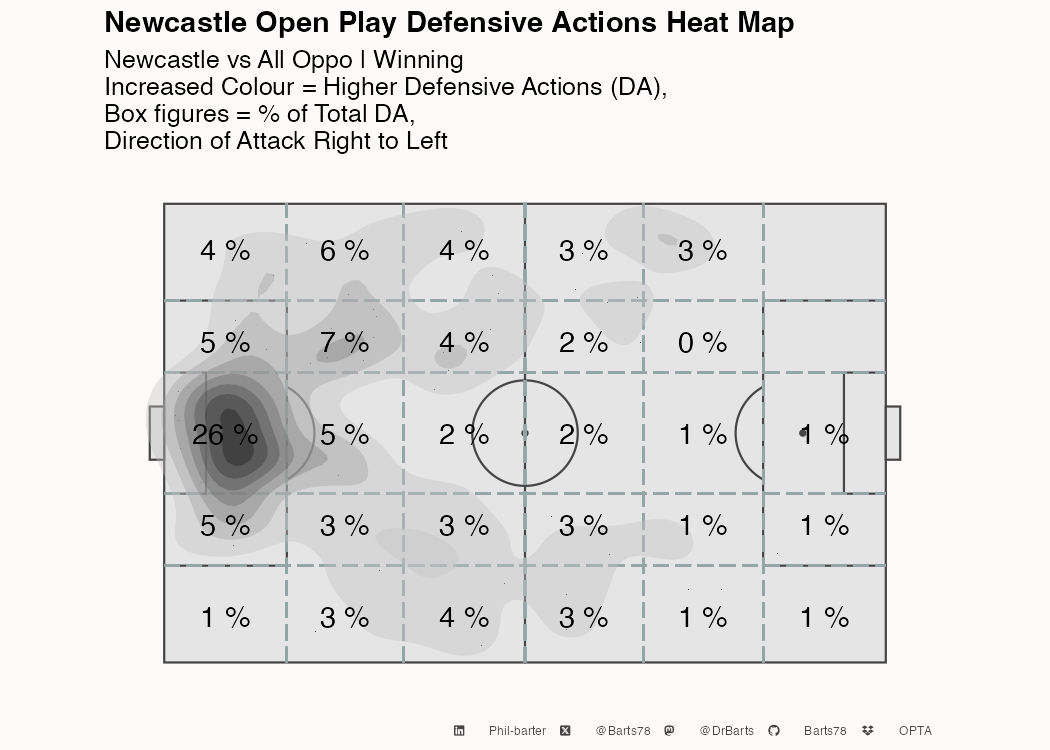 Newcastle Open Play Defensive Actions Heat Map
Newcastle vs All Oppo | Winning
Increased Colour = Higher Defensive Actions (DA),
Box figures = % of Total DA,
Direction of Attack Right to Left
4 % 6 % 4 % 3 % 3 %
5 % 7 % 4 % 2 % 0 %
26 % 5 % 2 % 2 % 1 % 1 %
5 % 3 % 3 % 3 % 1 % 1 %
1 % 3 % 4 % 3 % 1 % 1 %
Phil-barter @Barts78 @DrBarts Barts78 OPTA